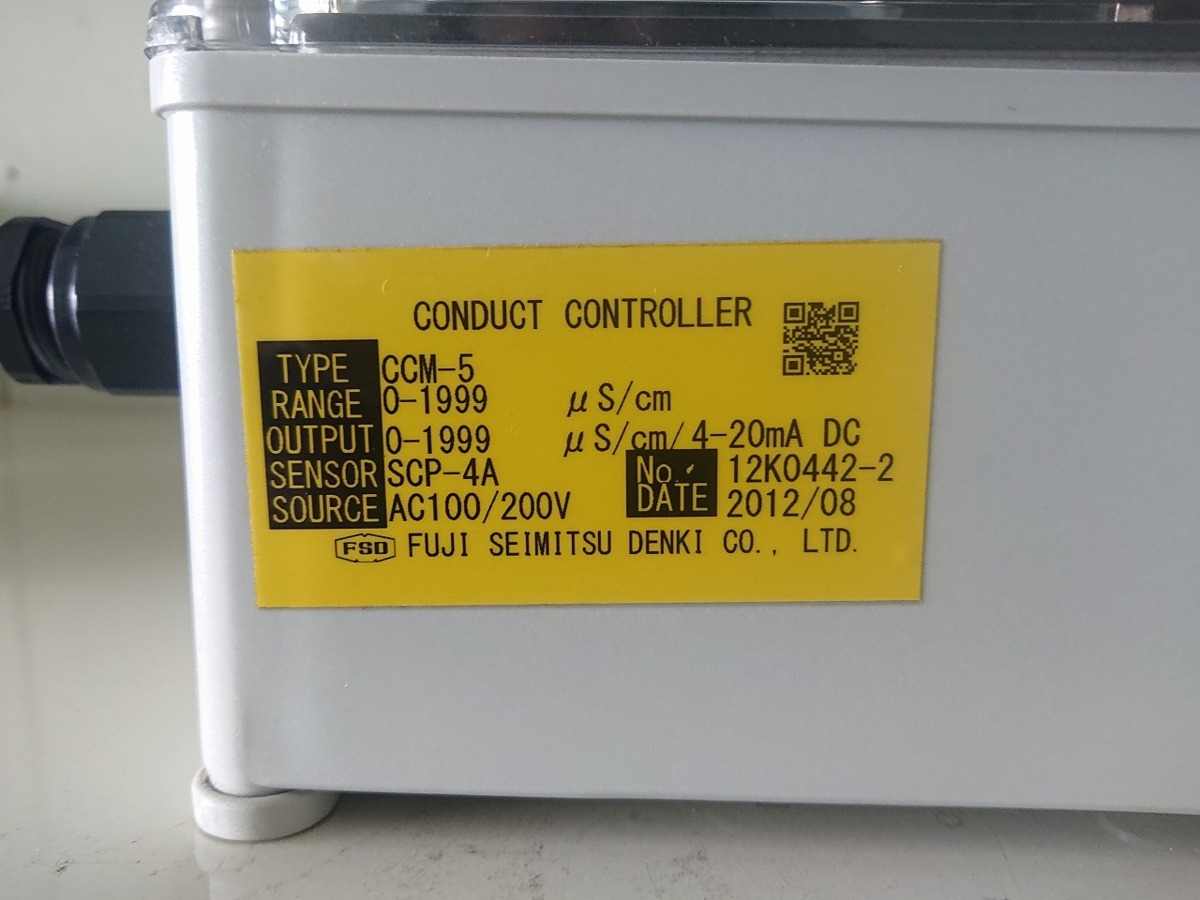 CONDUCT CONTROLLER
TYPE CCM-5
RANGE 0-1999 μS/cm
OUTPUT 0-1999 μS/cm/4-20mA DC
SENSOR SCP-4A No. 12K0442-2
SOURCE AC100/200V DATE 2012/08
FSD FUJI SEIMITSU DENKI CO., LTD.